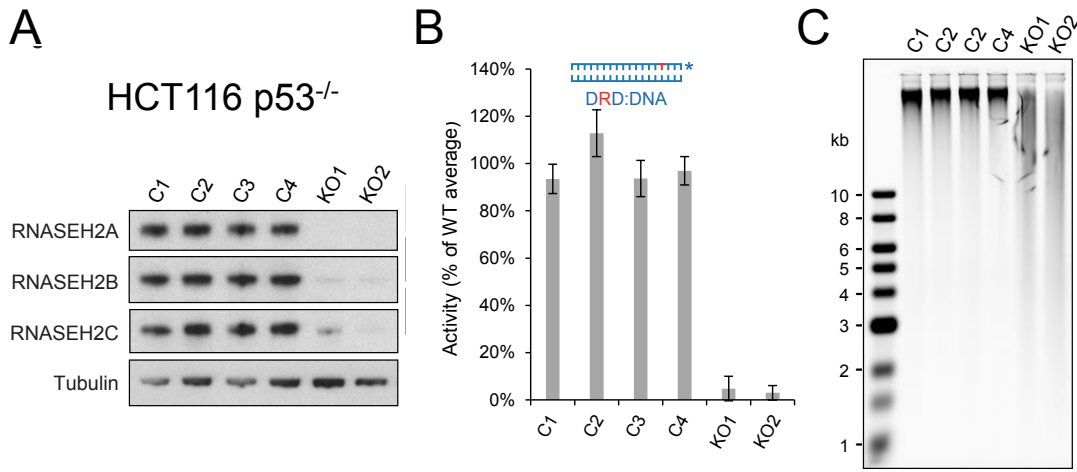 A
HCT116 p53-/-
C1 C2 C3 C4 KO1 KO2
RNASEH2A
RNASEH2B
RNASEH2C
Tubulin
B
DRD:DNA
*
Activity (% of WT average)
140%
120%
100%
80%
60%
40%
20%
0%
C1 C2 C3 C4 KO1 KO2
C
C1 C2 C2 C4 KO1 KO2
kb
10
8
6
5
4
3
2
1